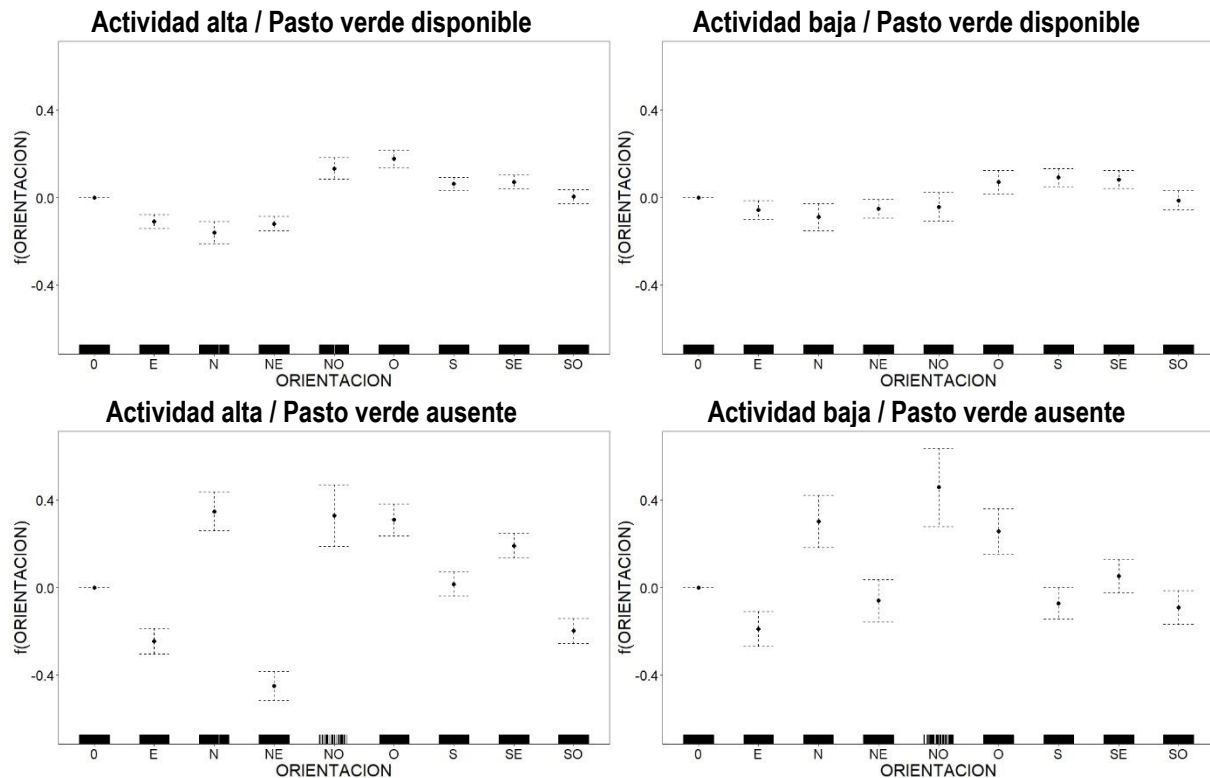 Actividad alta / Pasto verde disponible
f(ORIENTACION)
0.4
0.0
-0.4
0 E N NE NO O S SE SO
ORIENTACION
Actividad baja / Pasto verde disponible
f(ORIENTACION)
0.4
0.0
-0.4
0 E N NE NO O S SE SO
ORIENTACION
Actividad alta / Pasto verde ausente
f(ORIENTACION)
0.4
0.0
-0.4
0 E N NE NO O S SE SO
ORIENTACION
Actividad baja / Pasto verde ausente
f(ORIENTACION)
0.4
0.0
-0.4
0 E N NE NO O S SE SO
ORIENTACION